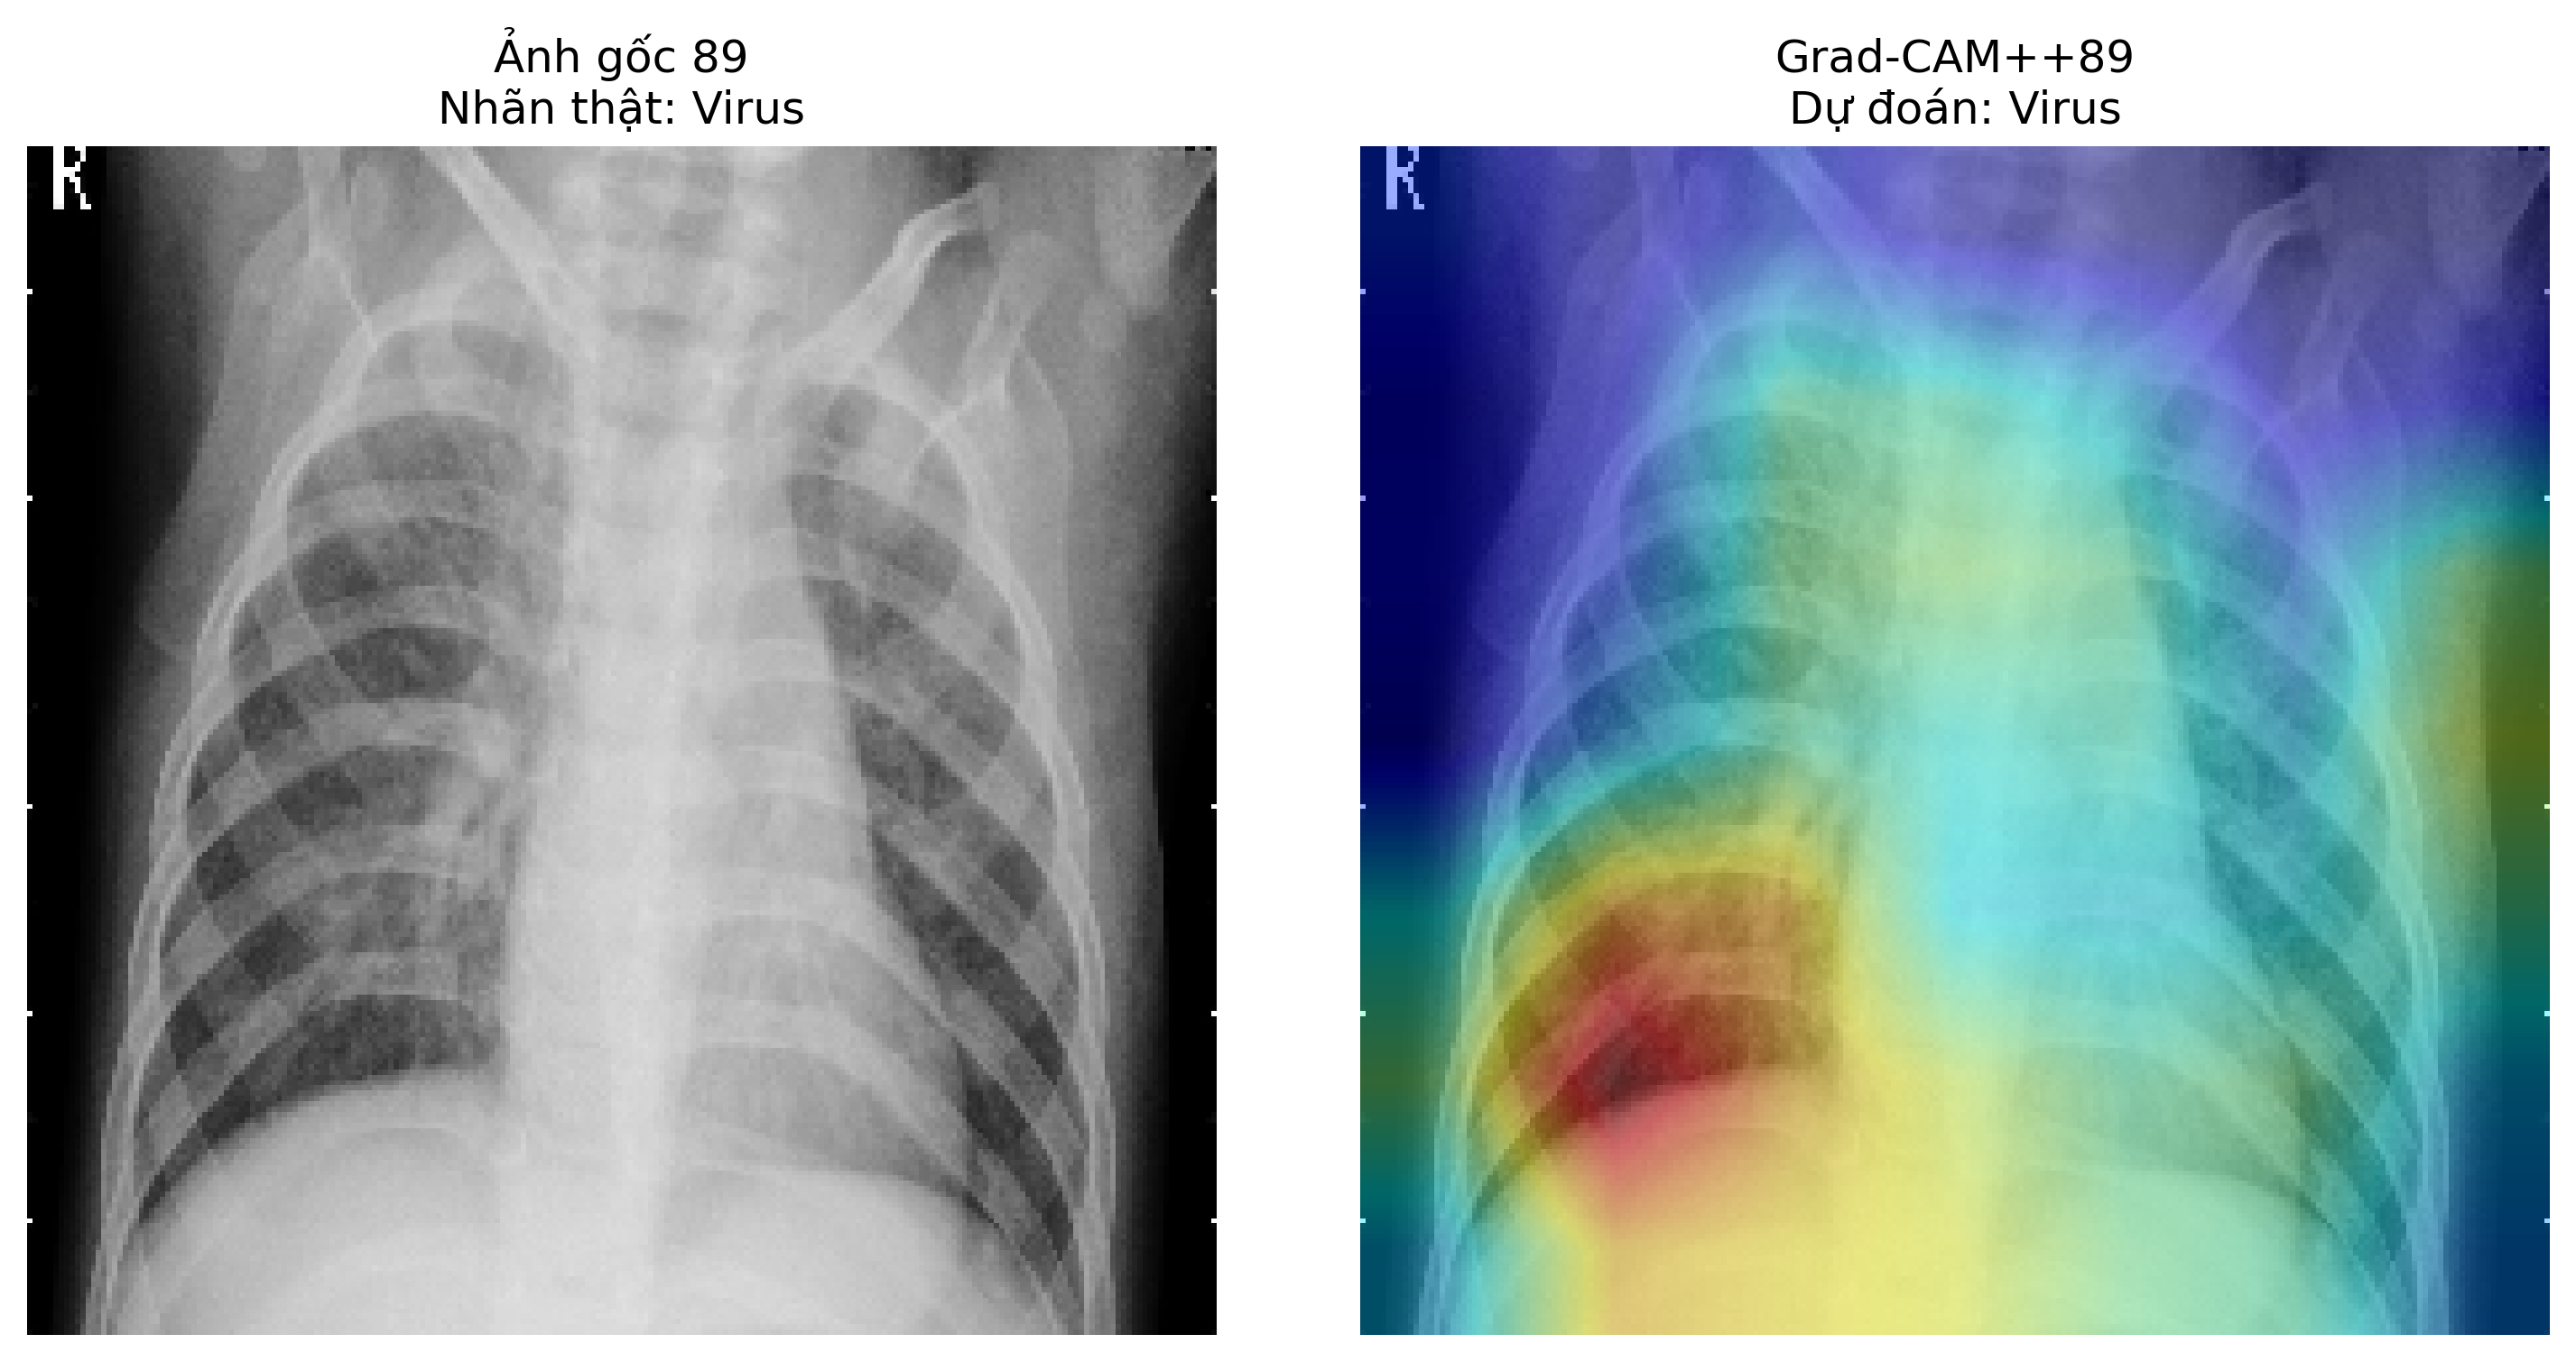 Ảnh gốc 89
Nhãn thật: Virus
R
Grad-CAM++89
Dự đoán: Virus
R